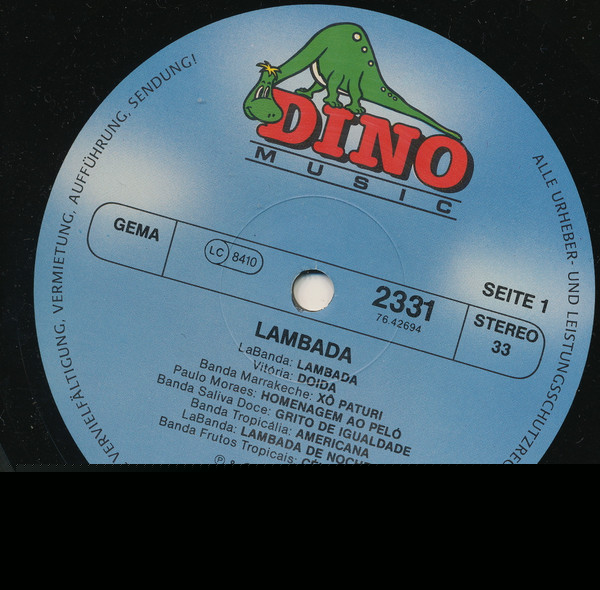 DINO
MUSIC
VERVIELFÄLTIGUNG, VERMIETUNG, AUFFÜHRUNG, SENDUNG!
ALLE URHEBER- UND LEISTUNGSSCHUTZRE
GEMA
LC 8410
2331
76.42694
SEITE 1
STEREO
33
LAMBADA
LaBanda: LAMBADA
Vitória: DOIDA
Banda Marrakeche: XÔ PATURI
Paulo Moraes: HOMENAGEM AO PELÔ
Banda Saliva Doce: GRITO DE IGUALDADE
Banda Tropicália: AMERICANA
LaBanda: LAMBADA DE NOCHE
Banda Frutos Tropicais:
℗ &